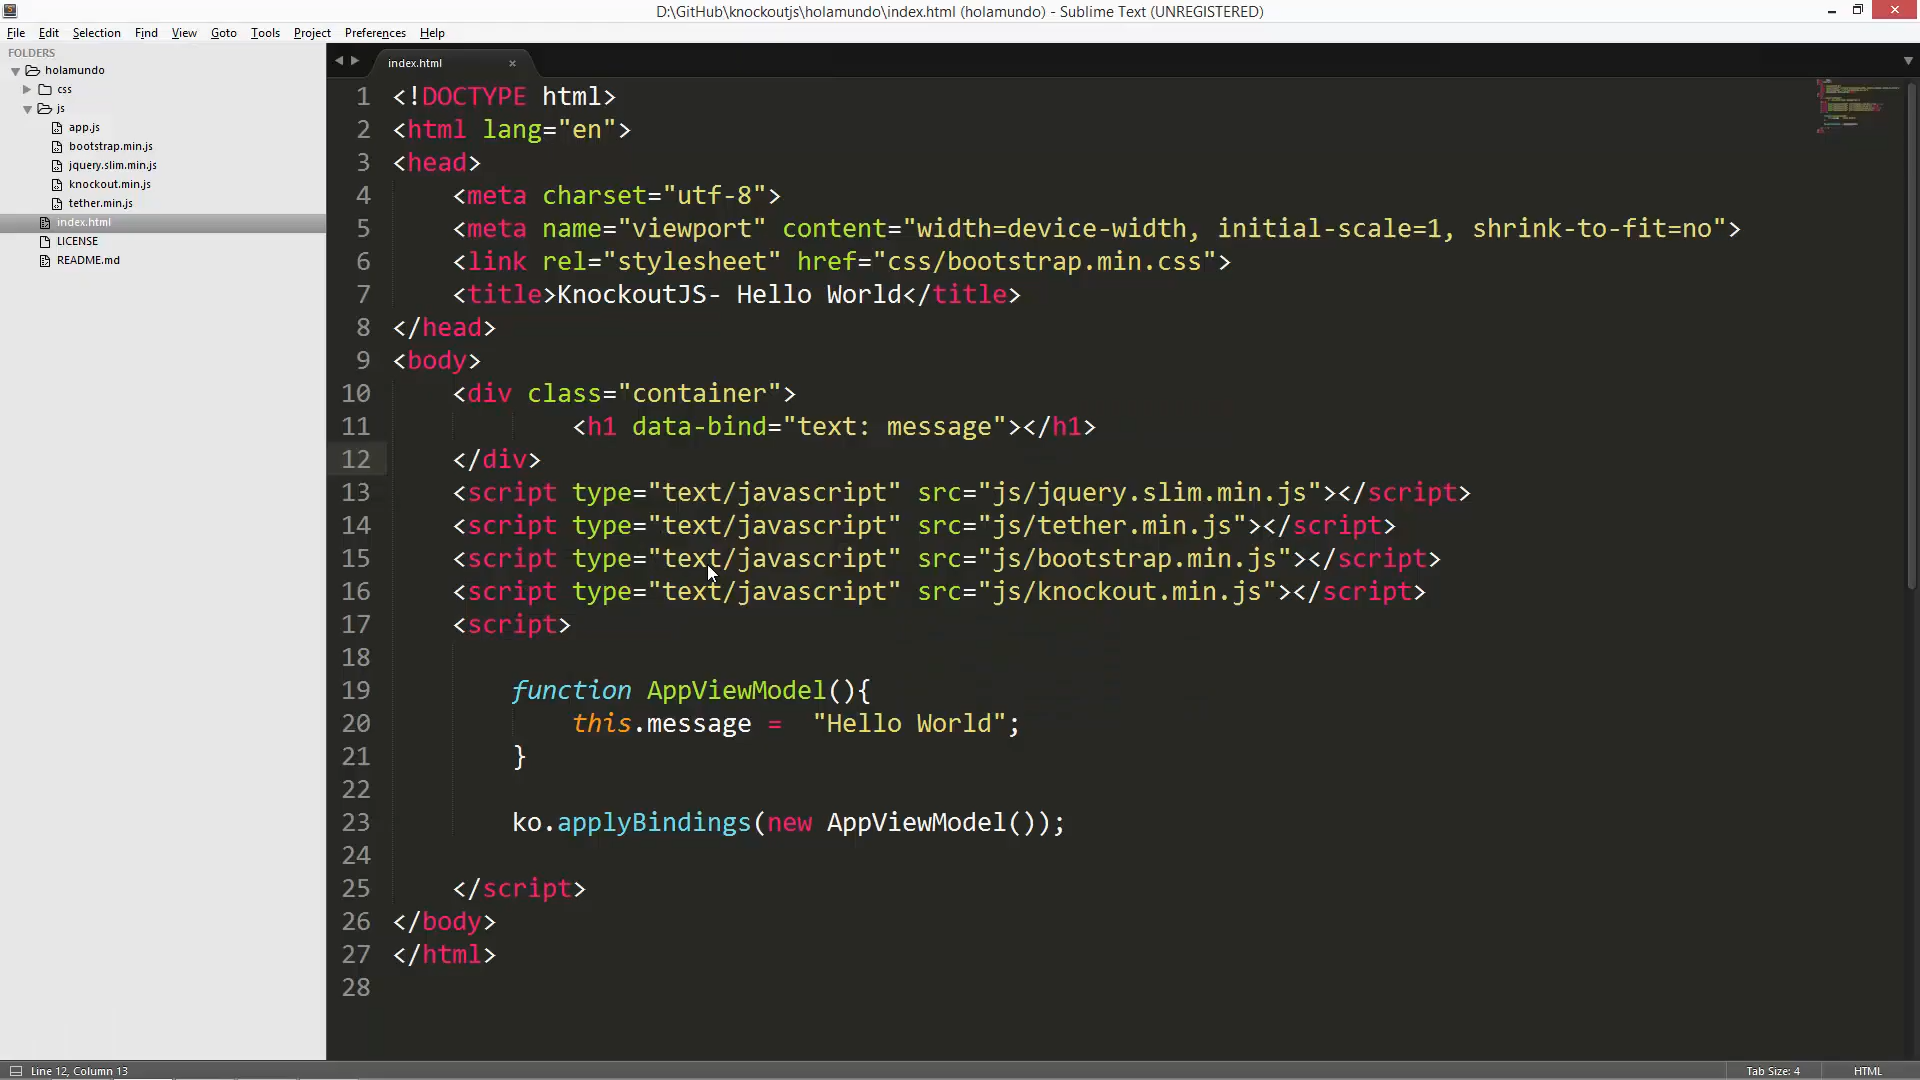 D:\GitHub\knockoutjs\holamundo\index.html (holamundo) - Sublime Text (UNREGISTERED)
File Edit Selection Find View Goto Tools Project Preferences Help
FOLDERS
holamundo
css
js
app.js
bootstrap.min.js
jquery.slim.min.js
knockout.min.js
tether.min.js
index.html
LICENSE
README.md
index.html
1 <!DOCTYPE html>
2 <html lang="en">
3 <head>
4 <meta charset="utf-8">
5 <meta name="viewport" content="width=device-width, initial-scale=1, shrink-to-fit=no">
6 <link rel="stylesheet" href="css/bootstrap.min.css">
7 <title>KnockoutJS- Hello World</title>
8 </head>
9 <body>
10 <div class="container">
11 <h1 data-bind="text: message"></h1>
12 </div>
13 <script type="text/javascript" src="js/jquery.slim.min.js"></script>
14 <script type="text/javascript" src="js/tether.min.js"></script>
15 <script type="text/javascript" src="js/bootstrap.min.js"></script>
16 <script type="text/javascript" src="js/knockout.min.js"></script>
17 <script>
18
19 function AppViewModel(){
20 this.message =  "Hello World";
21 }
22
23 ko.applyBindings(new AppViewModel());
24
25 </script>
26 </body>
27 </html>
28
Line 12, Column 13
Tab Size: 4
HTML